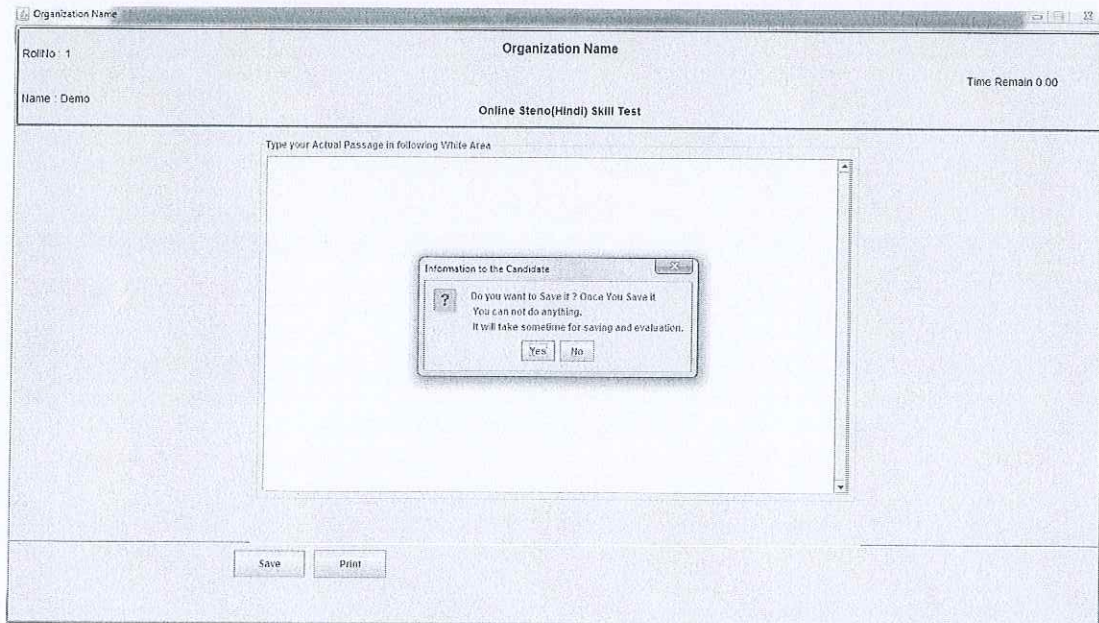 Organization Name
RollNo : 1
Organization Name
Time Remain 0:00
Name : Demo
Online Steno(Hindi) Skill Test
Type your Actual Passage in following White Area
Information to the Candidate
?
Do you want to Save it ? Once You Save it
You can not do anything.
It will take sometime for saving and evaluation.
Yes No
Save Print